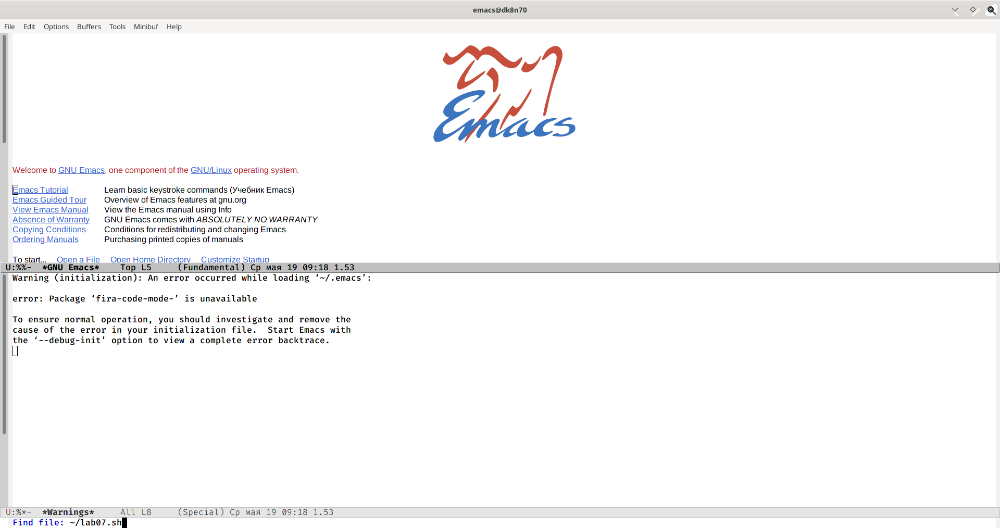 emacs@dk8n70
File Edit Options Buffers Tools Minibuf Help
Emacs
Welcome to GNU Emacs, one component of the GNU/Linux operating system.
Emacs Tutorial Learn basic keystroke commands (Учебник Emacs)
Emacs Guided Tour Overview of Emacs features at gnu.org
View Emacs Manual View the Emacs manual using Info
Absence of Warranty GNU Emacs comes with ABSOLUTELY NO WARRANTY
Copying Conditions Conditions for redistributing and changing Emacs
Ordering Manuals Purchasing printed copies of manuals
To start... Open a File Open Home Directory Customize Startup
U:%%- *GNU Emacs* Top L5 (Fundamental) Ср мая 19 09:18 1.53
Warning (initialization): An error occurred while loading ‘~/.emacs’:
error: Package ‘fira-code-mode-’ is unavailable
To ensure normal operation, you should investigate and remove the
cause of the error in your initialization file. Start Emacs with
the ‘--debug-init’ option to view a complete error backtrace.
U:%*- *Warnings* All L8 (Special) Ср мая 19 09:18 1.53
Find file: ~/lab07.sh